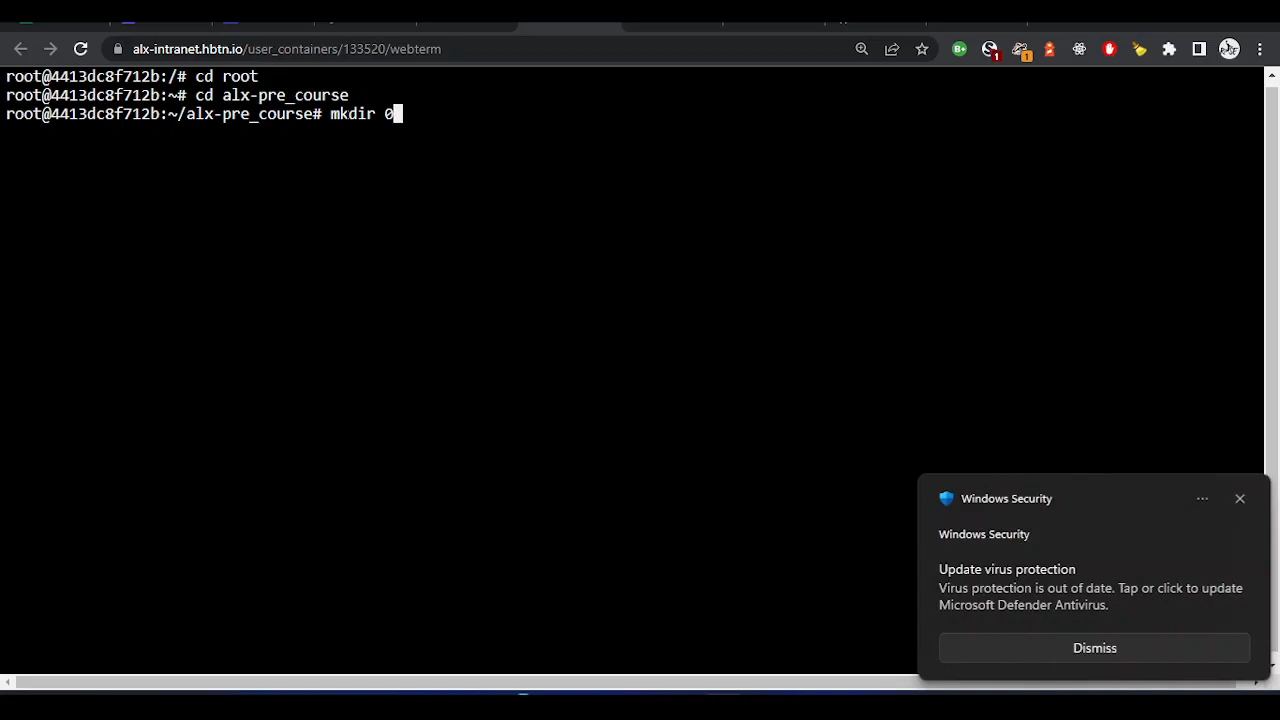 alx-intranet.hbtn.io/user_containers/133520/webterm
B+
1
1
root@4413dc8f712b:/# cd root
root@4413dc8f712b:~# cd alx-pre_course
root@4413dc8f712b:~/alx-pre_course# mkdir 0
Windows Security
Windows Security
Update virus protection
Virus protection is out of date. Tap or click to update
Microsoft Defender Antivirus.
Dismiss